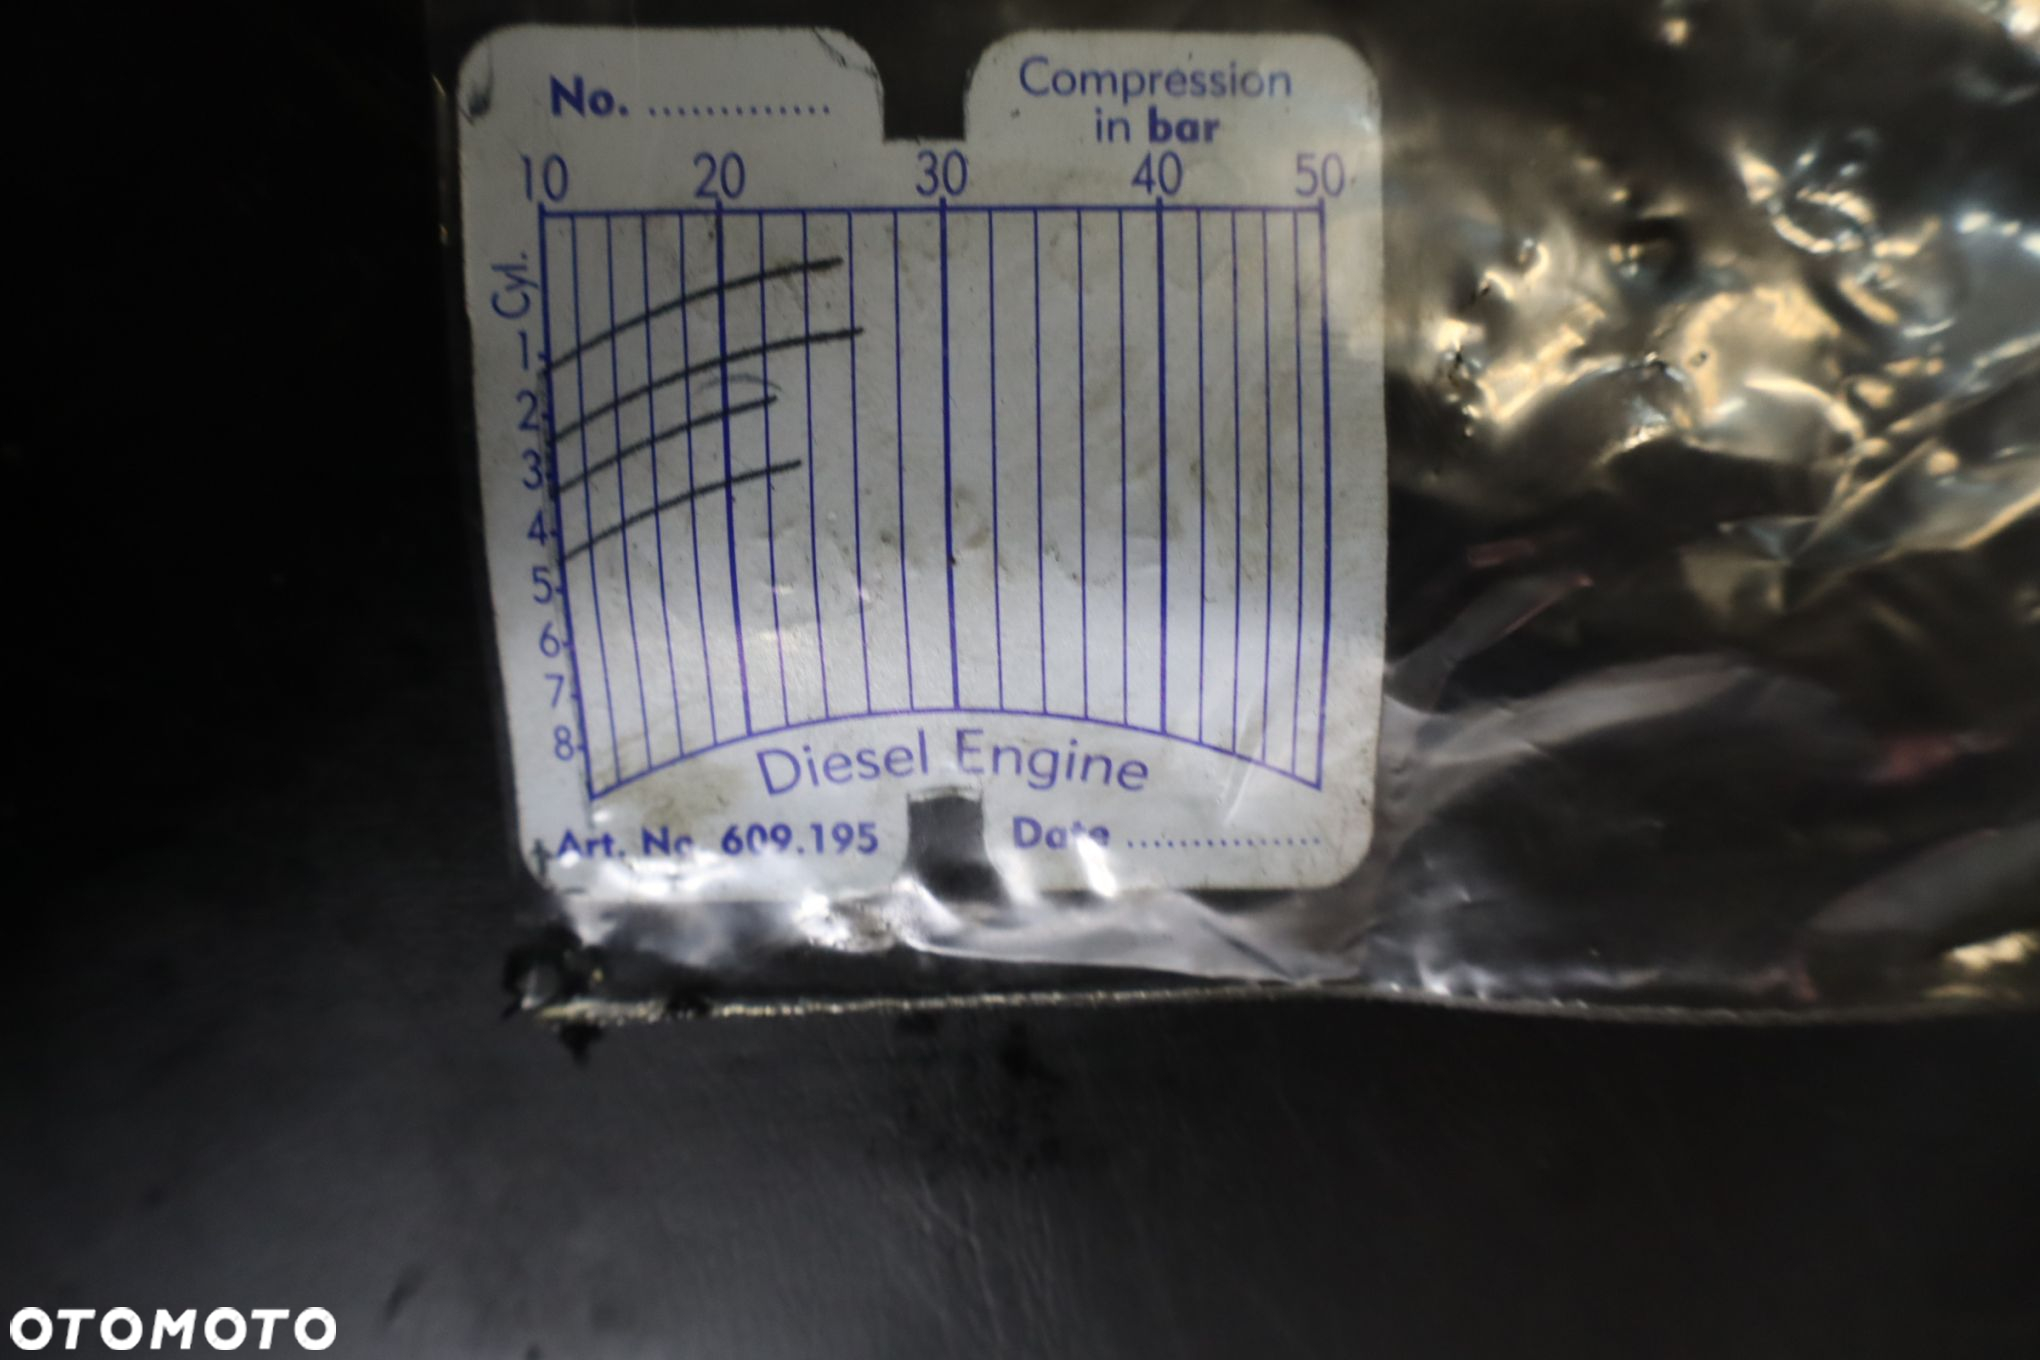 No. .............
Compression
in bar
10 20 30 40 50
Cyl.
1
2
3
4
5
6
7
8
Diesel Engine
Art. No. 609.195
Date ...............
OTOMOTO